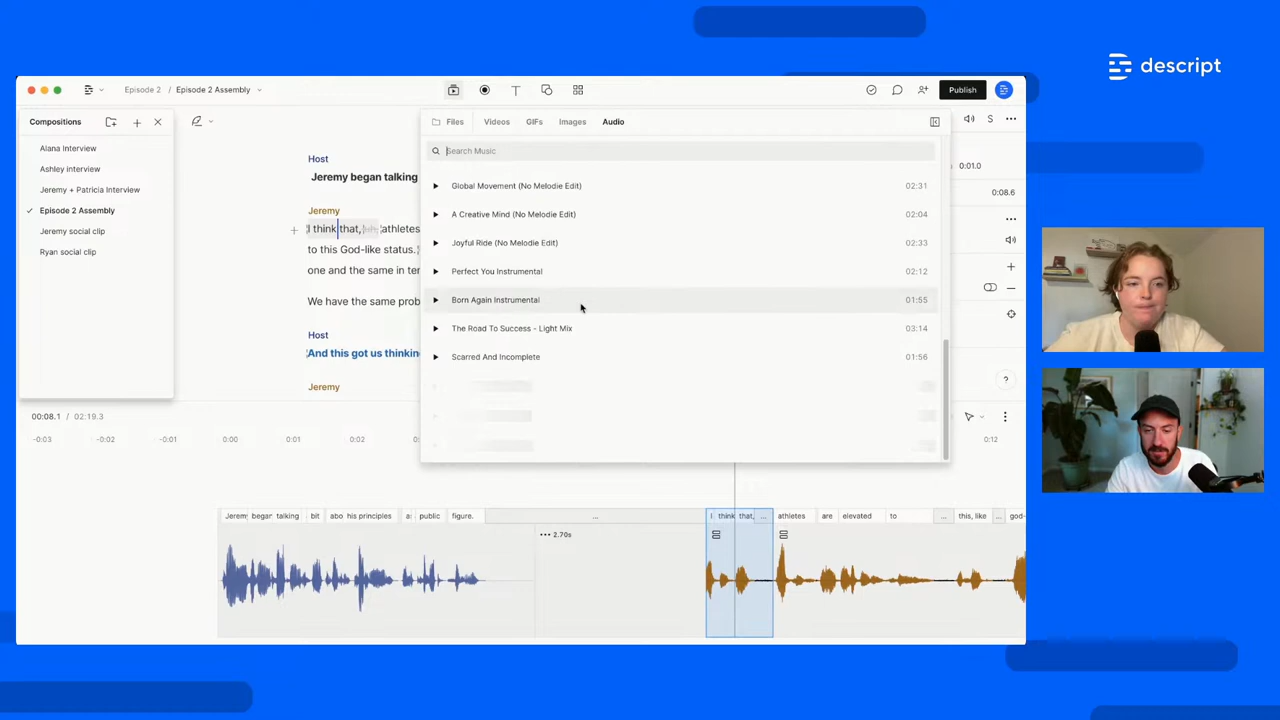 descript
Episode 2 / Episode 2 Assembly
Publish
Compositions
Alana Interview
Ashley interview
Jeremy + Patricia Interview
Episode 2 Assembly
Jeremy social clip
Ryan social clip
Host
Jeremy began talking
Jeremy
I think that, uh, athletes
to this God-like status.
one and the same in ter
We have the same prob
Host
And this got us thinking
Jeremy
Files Videos GIFs Images Audio
Search Music
Global Movement (No Melodie Edit) 02:31
A Creative Mind (No Melodie Edit) 02:04
Joyful Ride (No Melodie Edit) 02:33
Perfect You Instrumental 02:12
Born Again Instrumental 01:55
The Road To Success - Light Mix 03:14
Scarred And Incomplete 01:56
S ...
0:01.0
0:08.6
?
00:08.1 / 02:19.3
-0:03 -0:02 -0:01 0:00 0:01 0:02 0:12
Jeremy began talking bit abo his principles as public figure. ... I think that, ... athletes are elevated to ... this, like ... god-
••• 2.70s